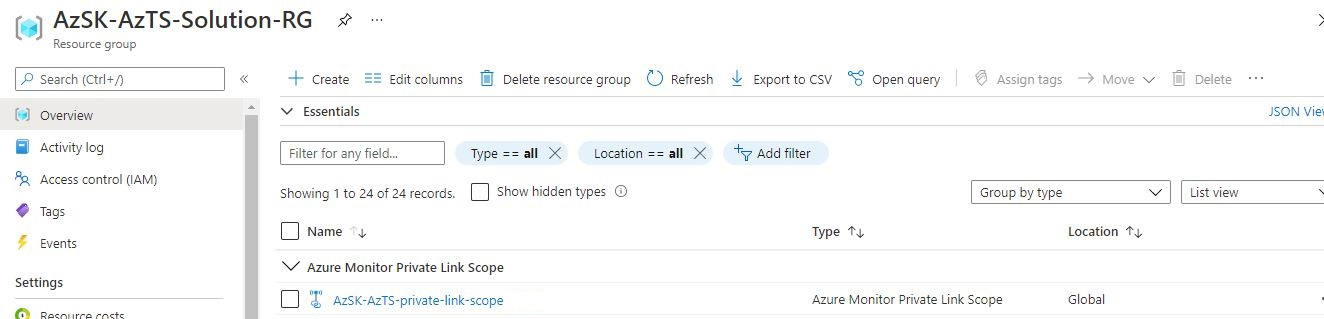 AzSK-AzTS-Solution-RG ...
Resource group
Search (Ctrl+/) «
Create Edit columns Delete resource group Refresh Export to CSV Open query Assign tags Move Delete ...
Overview
Essentials JSON View
Activity log
Filter for any field... Type == all Location == all Add filter
Access control (IAM)
Showing 1 to 24 of 24 records. Show hidden types Group by type List view
Tags
Name Type Location
Events
Azure Monitor Private Link Scope
Settings
AzSK-AzTS-private-link-scope Azure Monitor Private Link Scope Global
Resource costs